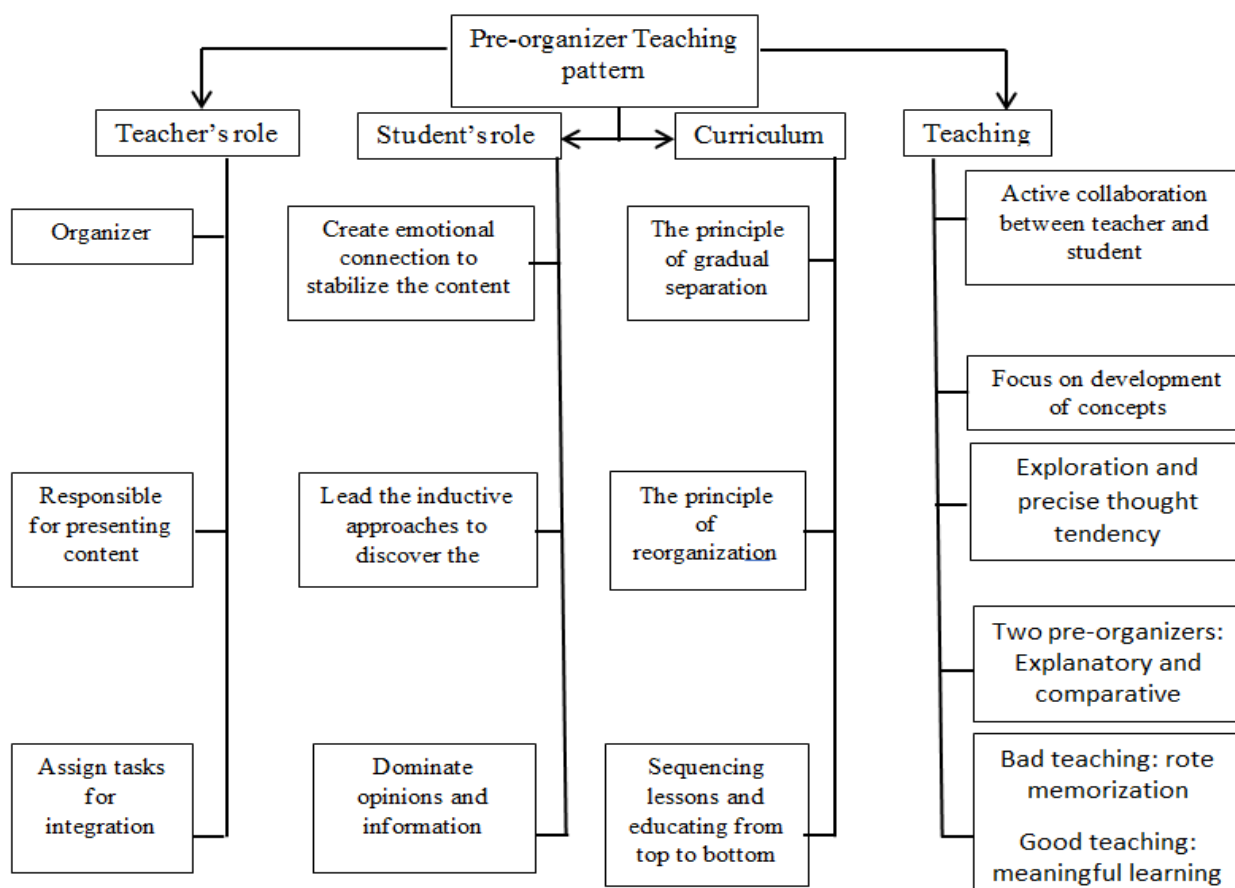 Pre-organizer Teaching
pattern
Teacher's role
Student's role
Curriculum
Teaching
Organizer
Responsible
for presenting
content
Assign tasks
for
integration
Create emotional
connection to
stabilize the content
Lead the inductive
approaches to
discover the
Dominate
opinions and
information
The principle
of gradual
separation
The principle
of
reorganization
Sequencing
lessons and
educating from
top to bottom
Active collaboration
between teacher and
student
Focus on development
of concepts
Exploration and
precise thought
tendency
Two pre-organizers:
Explanatory and
comparative
Bad teaching: rote
memorization
Good teaching:
meaningful learning